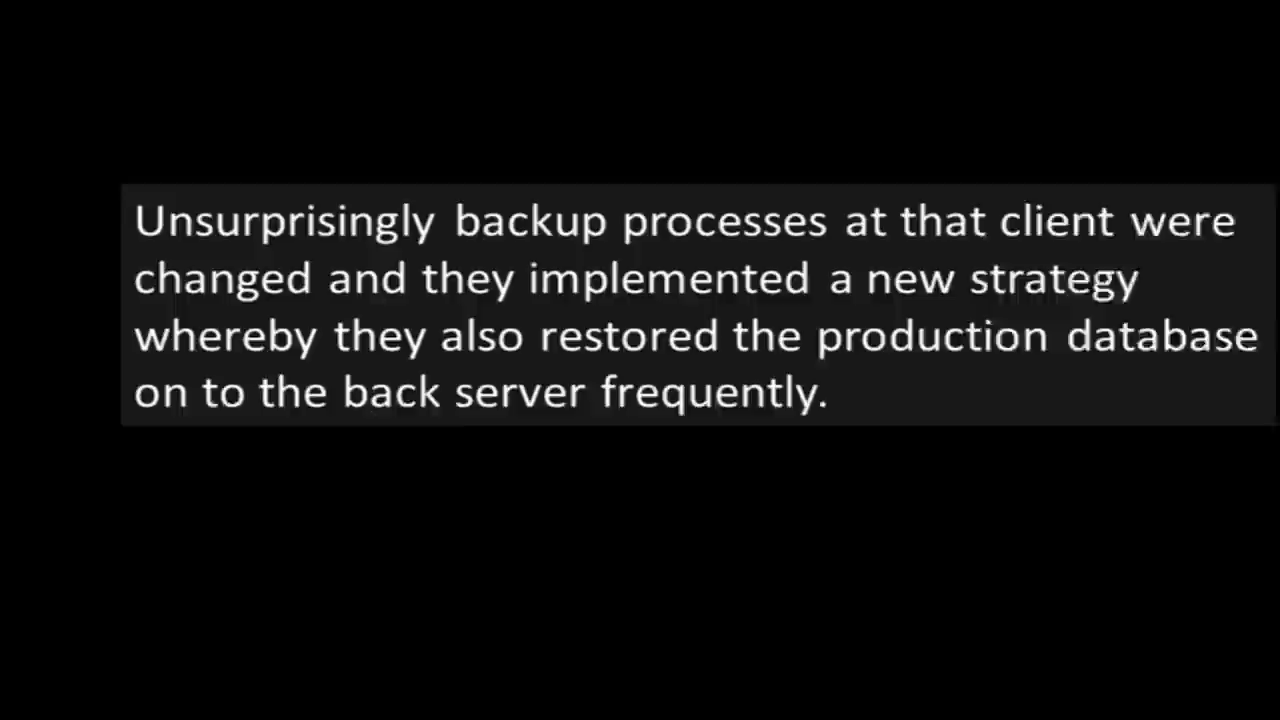 Unsurprisingly backup processes at that client were
changed and they implemented a new strategy
whereby they also restored the production database
on to the back server frequently.